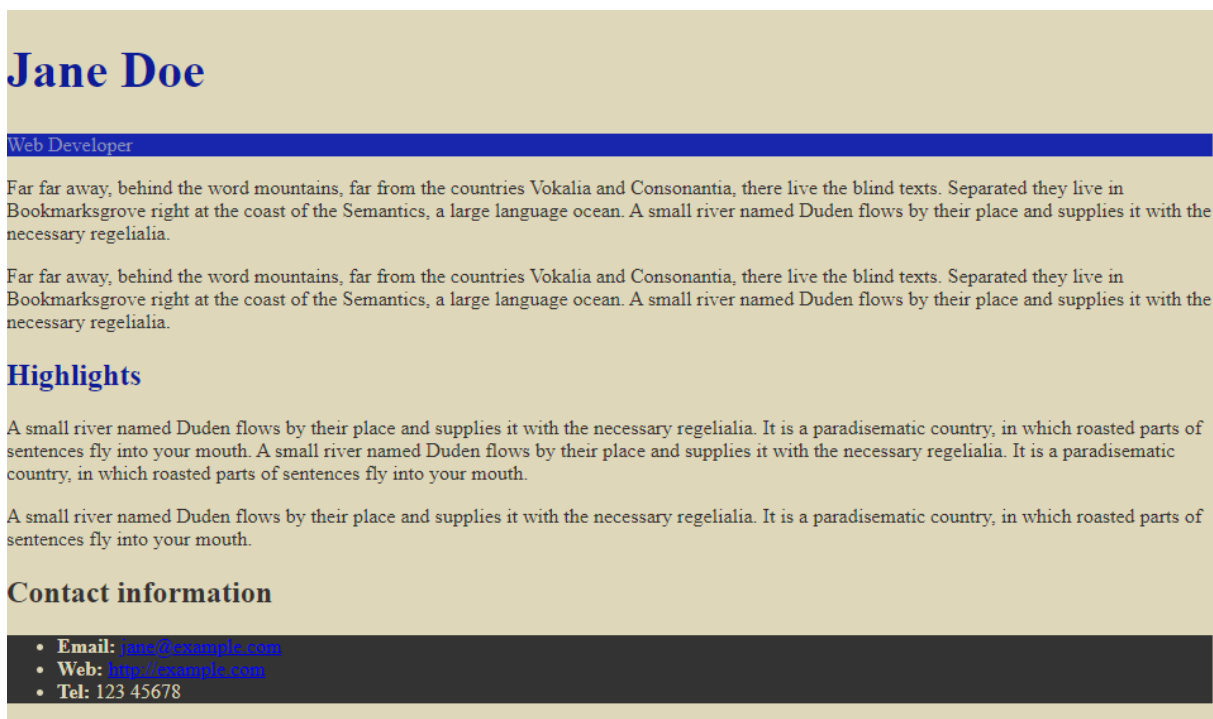 Jane Doe
Web Developer
Far far away, behind the word mountains, far from the countries Vokalia and Consonantia, there live the blind texts. Separated they live in
Bookmarksgrove right at the coast of the Semantics, a large language ocean. A small river named Duden flows by their place and supplies it with the
necessary regelialia.
Far far away, behind the word mountains, far from the countries Vokalia and Consonantia, there live the blind texts. Separated they live in
Bookmarksgrove right at the coast of the Semantics, a large language ocean. A small river named Duden flows by their place and supplies it with the
necessary regelialia.
Highlights
A small river named Duden flows by their place and supplies it with the necessary regelialia. It is a paradisematic country, in which roasted parts of
sentences fly into your mouth. A small river named Duden flows by their place and supplies it with the necessary regelialia. It is a paradisematic
country, in which roasted parts of sentences fly into your mouth.
A small river named Duden flows by their place and supplies it with the necessary regelialia. It is a paradisematic country, in which roasted parts of
sentences fly into your mouth.
Contact information
• Email: jane@example.com
• Web: http://example.com
• Tel: 123 45678